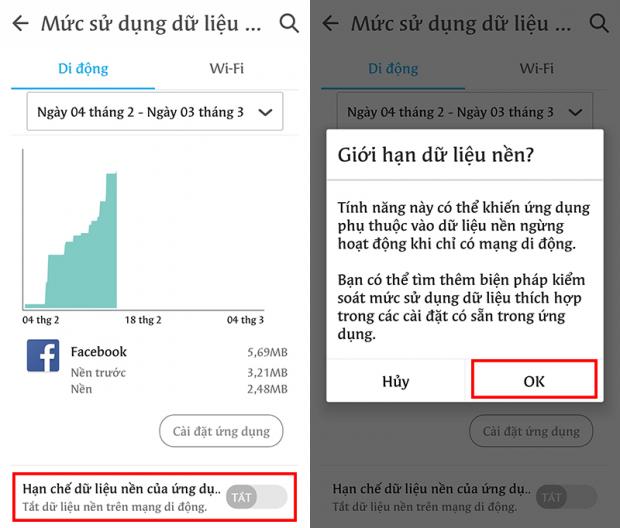 Mức sử dụng dữ liệu ...
Di động
Wi-Fi
Ngày 04 tháng 2 - Ngày 03 tháng 3
04 thg 2
18 thg 2
04 thg 3
Facebook
5,69MB
Nền trước
3,21MB
Nền
2,48MB
Cài đặt ứng dụng
Hạn chế dữ liệu nền của ứng dụ..
Tắt dữ liệu nền trên mạng di động.
TẮT
Mức sử dụng dữ liệu ...
Di động
Wi-Fi
Ngày 04 tháng 2 - Ngày 03 tháng 3
Giới hạn dữ liệu nền?
Tính năng này có thể khiến ứng dụng
phụ thuộc vào dữ liệu nền ngừng
hoạt động khi chỉ có mạng di động.
Bạn có thể tìm thêm biện pháp kiểm
soát mức sử dụng dữ liệu thích hợp
trong các cài đặt có sẵn trong ứng
dụng.
Hủy
OK
Cài đặt ứng dụng
Hạn chế dữ liệu nền của ứng dụ..
Tắt dữ liệu nền trên mạng di động.
TẮT